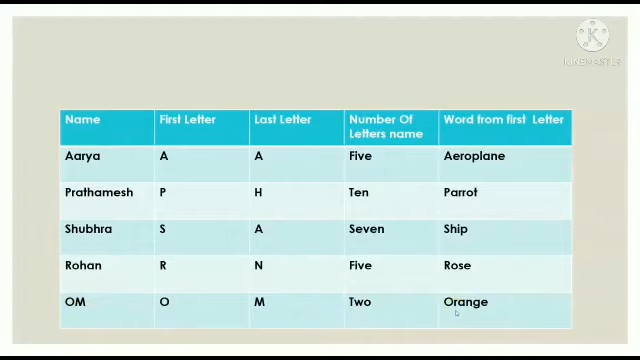 KINEMASTER
Name First Letter Last Letter Number Of Letters name Word from first Letter
Aarya A A Five Aeroplane
Prathamesh P H Ten Parrot
Shubhra S A Seven Ship
Rohan R N Five Rose
OM O M Two Orange